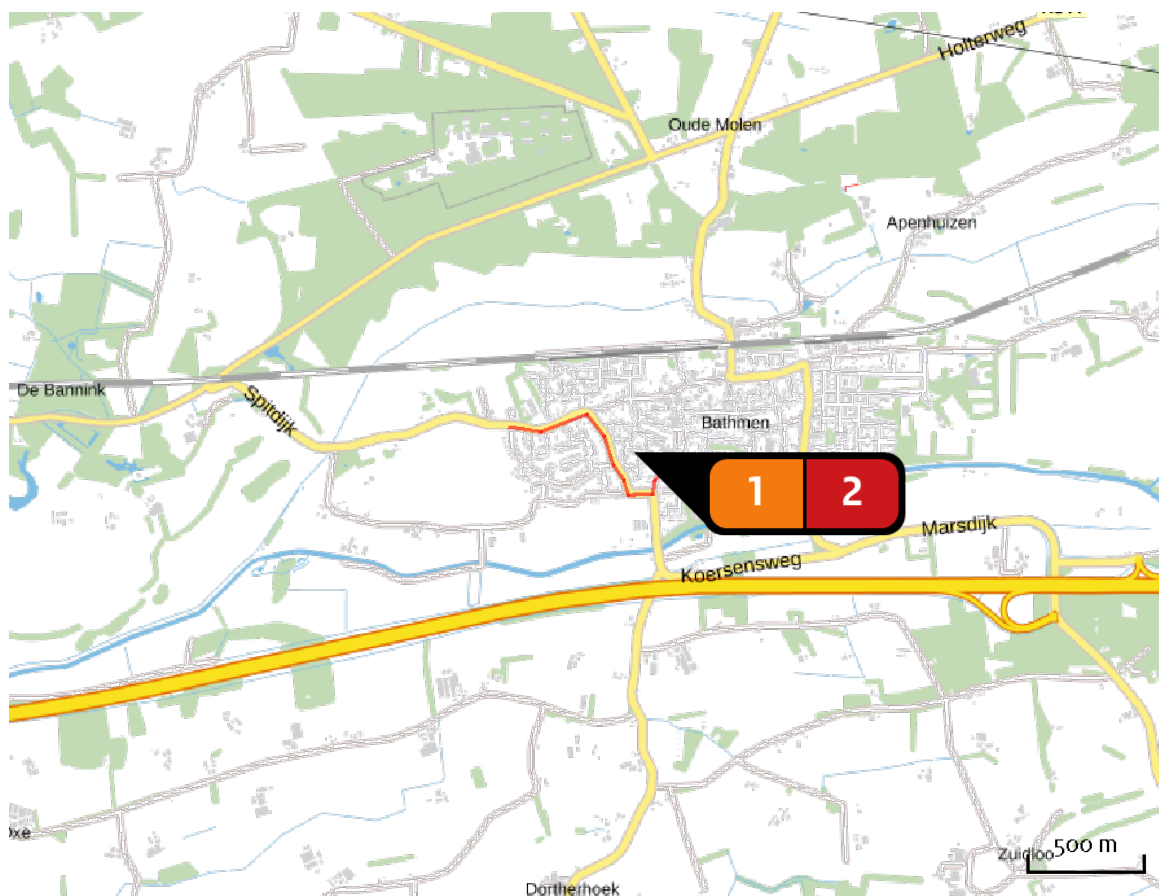 Holterweg
Oude Molen
Apenhuizen
De Bannink
Spitdijk
Bathmen
1 2
Marsdijk
Koersensweg
Zuidloo
500 m
Dortherhoek